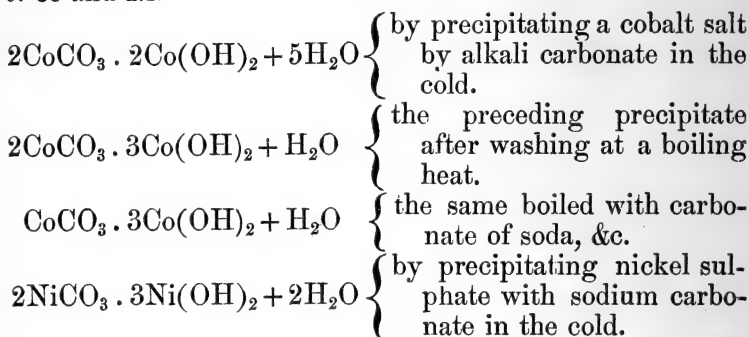 2CoCO₃ . 2Co(OH)₂ + 5H₂O { by precipitating a cobalt salt
by alkali carbonate in the
cold.
2CoCO₃ . 3Co(OH)₂ + H₂O { the preceding precipitate
after washing at a boiling
heat.
CoCO₃ . 3Co(OH)₂ + H₂O { the same boiled with carbo-
nate of soda, &c.
2NiCO₃ . 3Ni(OH)₂ + 2H₂O { by precipitating nickel sul-
phate with sodium carbo-
nate in the cold.